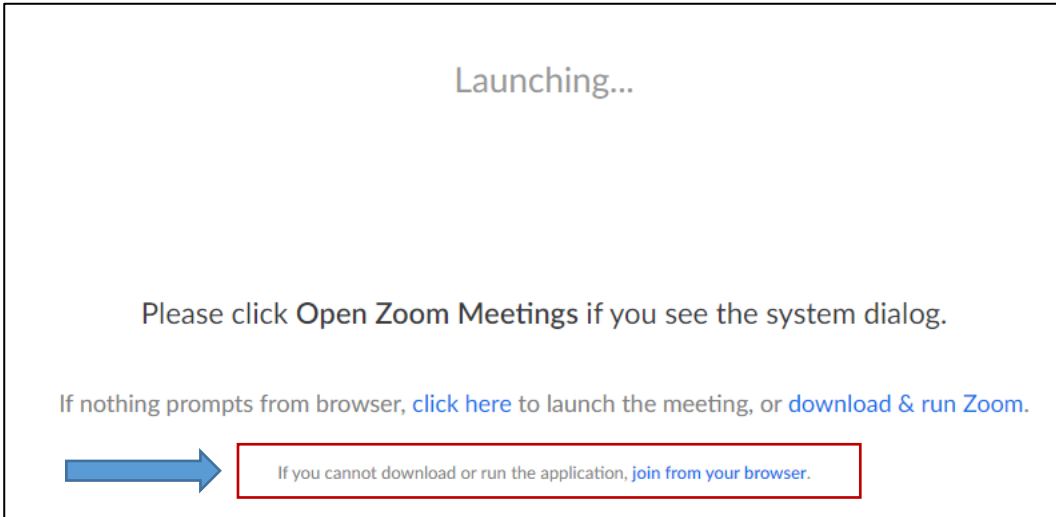 Launching...
Please click Open Zoom Meetings if you see the system dialog.
If nothing prompts from browser, click here to launch the meeting, or download & run Zoom.
If you cannot download or run the application, join from your browser.